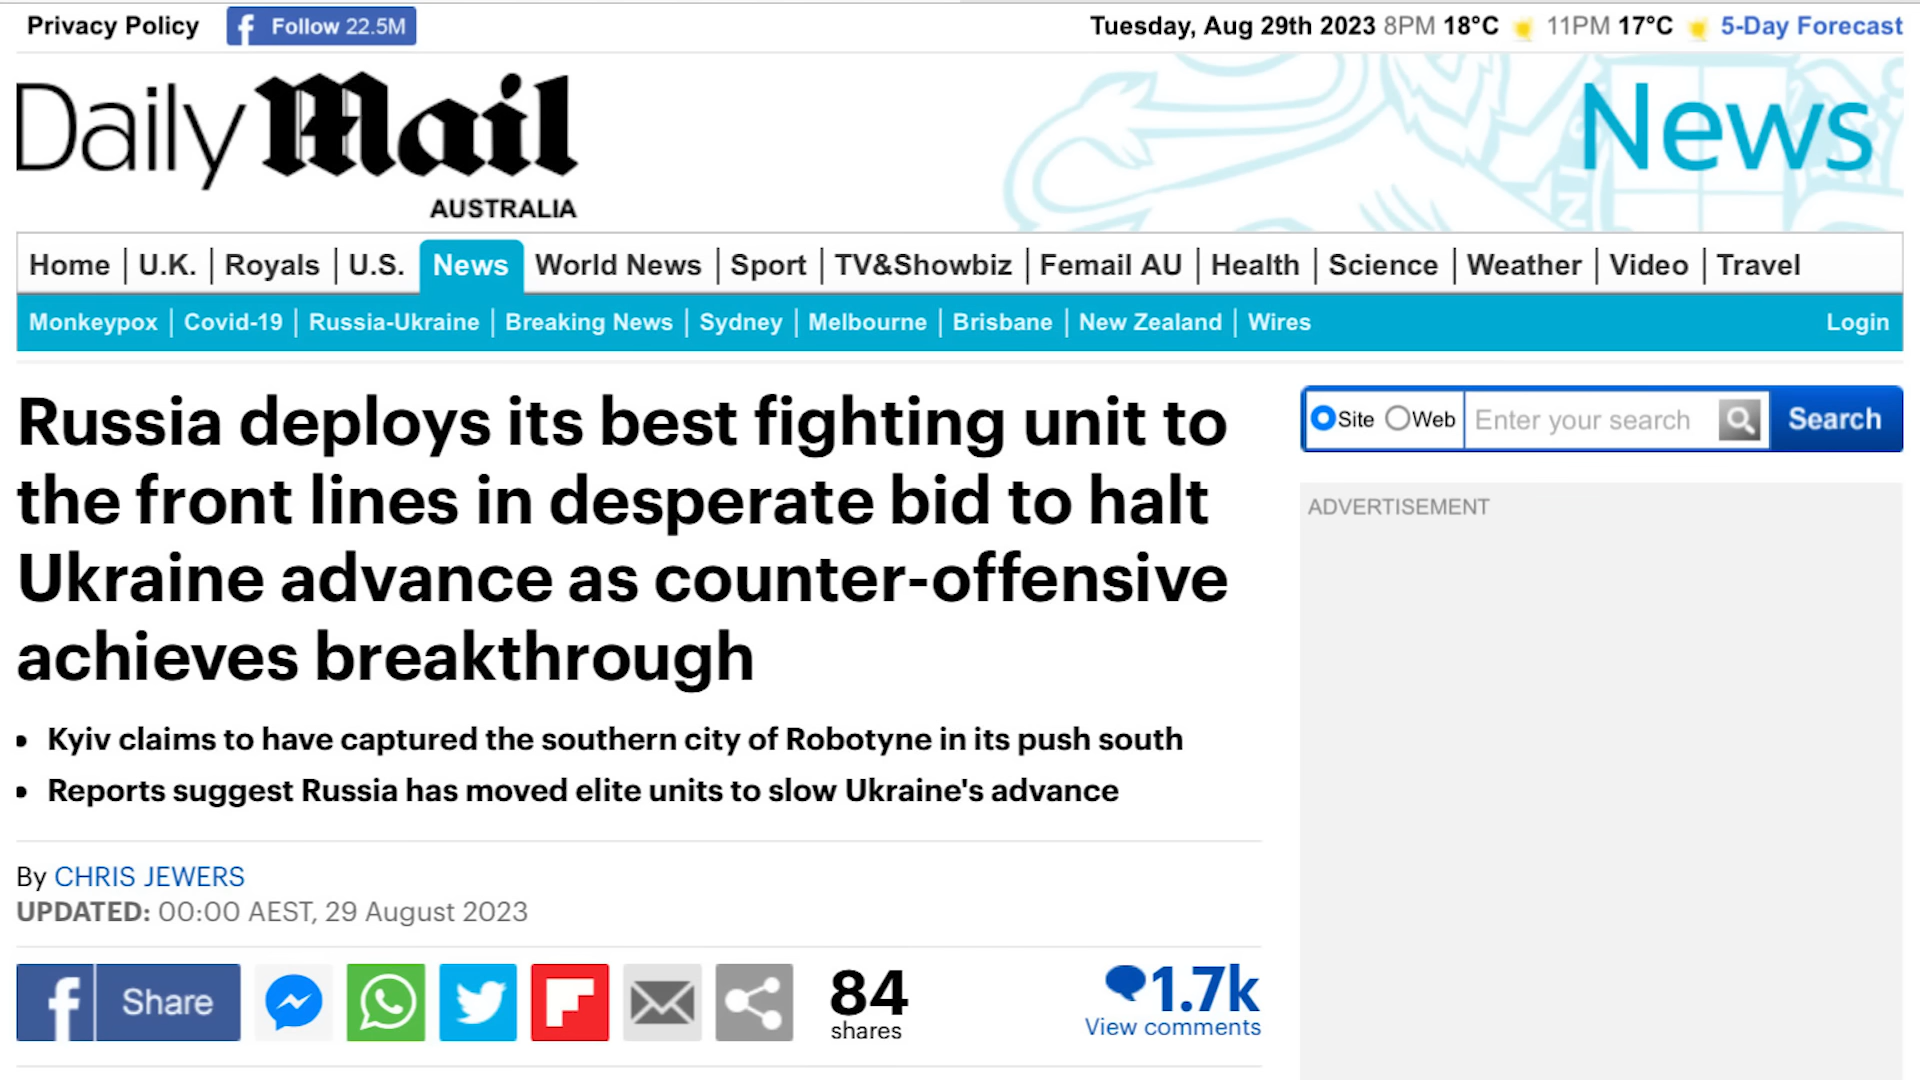 Privacy Policy
Follow 22.5M
Tuesday, Aug 29th 2023 8PM 18°C 11PM 17°C 5-Day Forecast
Daily Mail
AUSTRALIA
News
Home U.K. Royals U.S. News World News Sport TV&Showbiz Femail AU Health Science Weather Video Travel
Monkeypox Covid-19 Russia-Ukraine Breaking News Sydney Melbourne Brisbane New Zealand Wires Login
Russia deploys its best fighting unit to
the front lines in desperate bid to halt
Ukraine advance as counter-offensive
achieves breakthrough
Site Web Enter your search Search
ADVERTISEMENT
• Kyiv claims to have captured the southern city of Robotyne in its push south
• Reports suggest Russia has moved elite units to slow Ukraine's advance
By CHRIS JEWERS
UPDATED: 00:00 AEST, 29 August 2023
Share
84
shares
1.7k
View comments